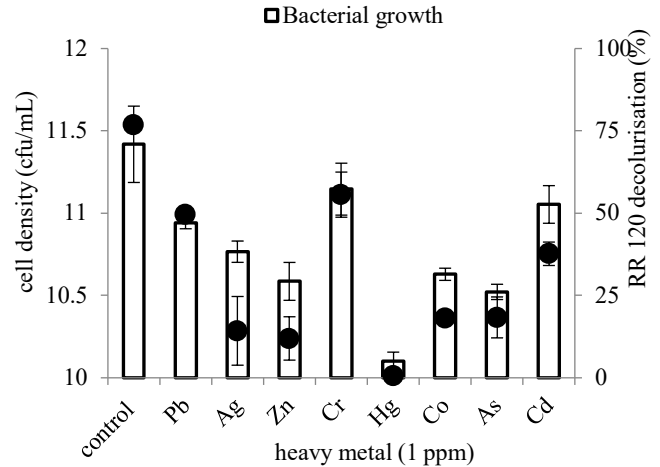 Bacterial growth
12
11.5
11
10.5
10
cell density (cfu/mL)
100
75
50
25
0
RR 120 decolurisation (%)
control
Pb
Ag
Zn
Cr
Hg
Co
As
Cd
heavy metal (1 ppm)